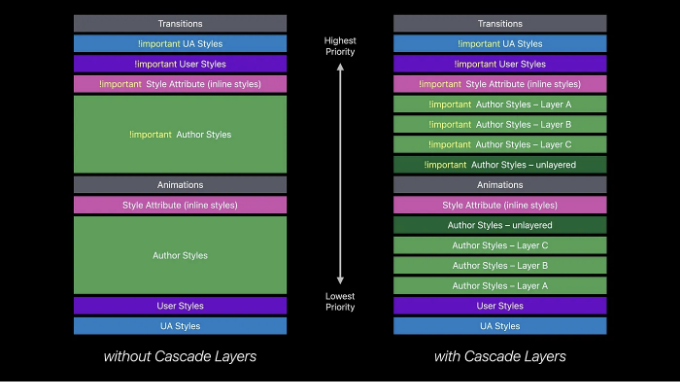 Transitions
!important UA Styles
!important User Styles
!important Style Attribute (inline styles)
!important Author Styles
Animations
Style Attribute (inline styles)
Author Styles
User Styles
UA Styles
without Cascade Layers
Highest
Priority
Lowest
Priority
Transitions
!important UA Styles
!important User Styles
!important Style Attribute (inline styles)
!important Author Styles – Layer A
!important Author Styles – Layer B
!important Author Styles – Layer C
!important Author Styles – unlayered
Animations
Style Attribute (inline styles)
Author Styles – unlayered
Author Styles – Layer C
Author Styles – Layer B
Author Styles – Layer A
User Styles
UA Styles
with Cascade Layers